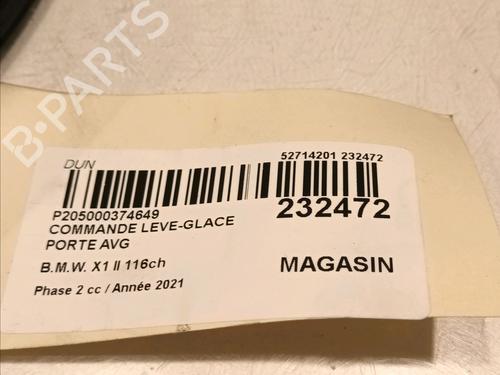 B-PARTS
DUN
52714201 232472
P205000374649
232472
COMMANDE LEVE-GLACE
PORTE AVG
B.M.W. X1 II 116ch
MAGASIN
Phase 2 cc / Année 2021